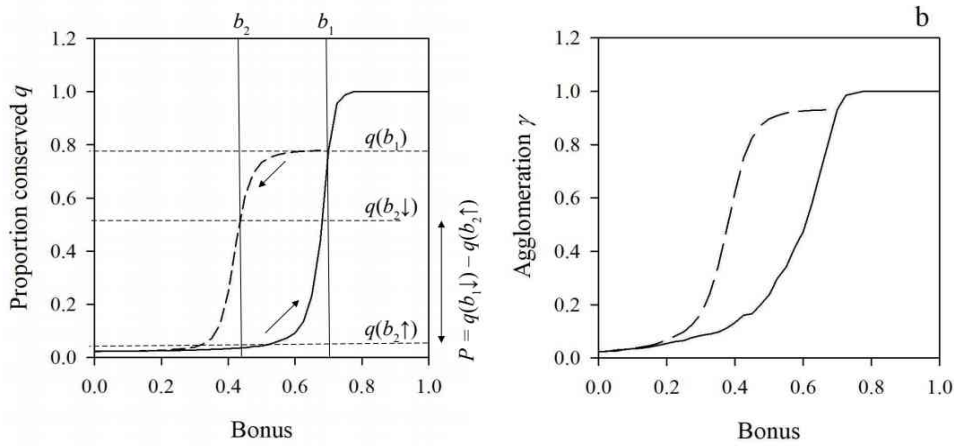 b₂ b₁
b
1.2
1.0
0.8
0.6
0.4
0.2
0.0
Proportion conserved q
q(b₁)
q(b₂↓)
q(b₂↑)
P = q(b₁↓) – q(b₂↑)
0.0 0.2 0.4 0.6 0.8 1.0
Bonus
1.2
1.0
0.8
0.6
0.4
0.2
0.0
Agglomeration γ
0.0 0.2 0.4 0.6 0.8 1.0
Bonus